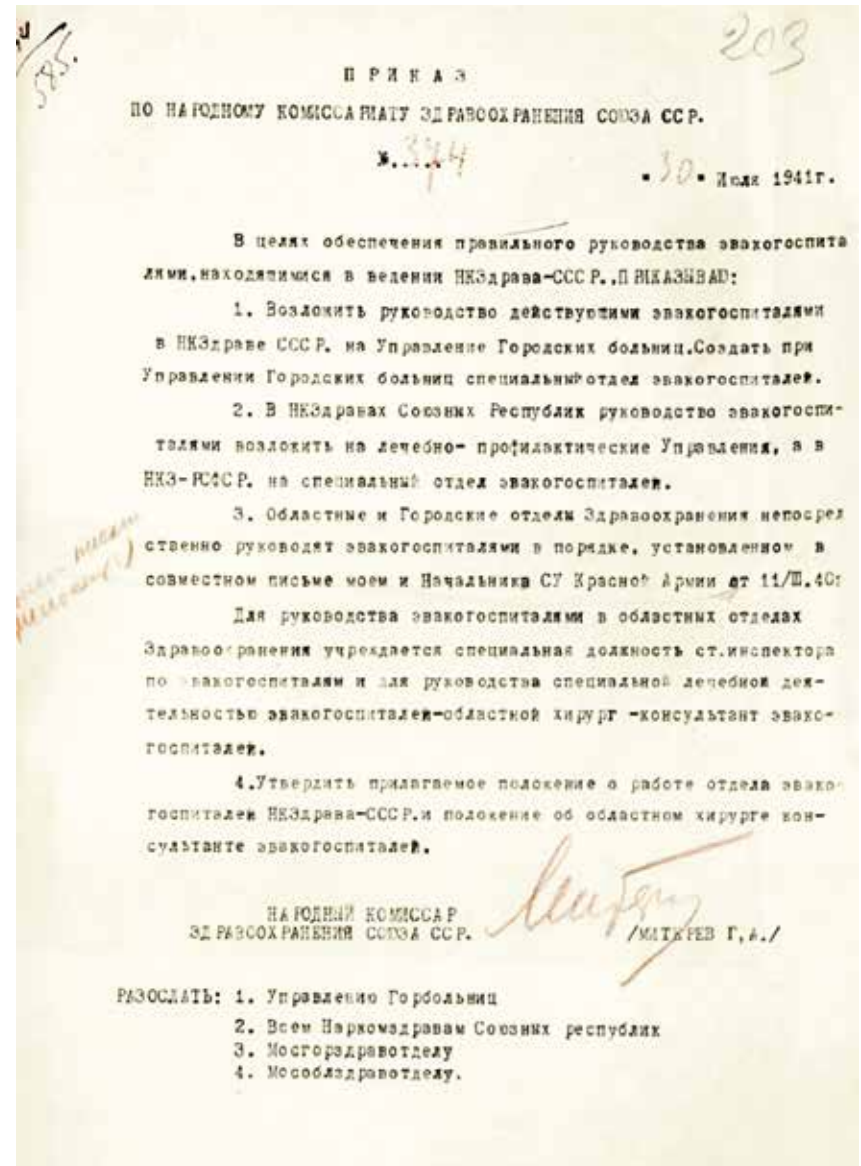 585.
203
ПРИКАЗ
ПО НАРОДНОМУ КОМИССАРИАТУ ЗДРАВООХРАНЕНИЯ СОЮЗА ССР.
№.....374
"30" Июля 1941г.
В целях обеспечения правильного руководства эвакогоспита
лями,находящимися в ведении НКЗдрава-СССР.,ПРИКАЗЫВАЮ:
1. Возложить руководство действующими эвакогоспиталями
в НКЗдраве СССР. на Управление Городских больниц.Создать при
Управлении Городских больниц специальный отдел эвакогоспиталей.
2. В НКЗдравах Союзных Республик руководство эвакогоспи-
талями возложить на лечебно- профилактические Управления, а в
НКЗ-РСФСР. на специальный отдел эвакогоспиталей.
3. Областные и Городские отделы Здравоохранения непосред
ственно руководят эвакогоспиталями в порядке, установленном в
совместном письме моем и Начальника СУ Красной Армии от 11/III.40г
Для руководства эвакогоспиталями в областных отделах
Здравоохранения учреждается специальная должность ст.инспектора
по эвакогоспиталям и для руководства специальной лечебной дея-
тельностью эвакогоспиталей-областной хирург -консультант эвако-
госпиталей.
4.Утвердить прилагаемое положение о работе отдела эвако-
госпиталей НКЗдрава-СССР.и положение об областном хирурге кон-
сультанте эвакогоспиталей.
НАРОДНЫЙ КОМИССАР
ЗДРАВООХРАНЕНИЯ СОЮЗА ССР.
/МИТЕРЕВ Г.А./
РАЗОСЛАТЬ: 1. Управлению Горбольниц
2. Всем Наркомздравам Союзных республик
3. Мосгорздравотделу
4. Мособлздравотделу.